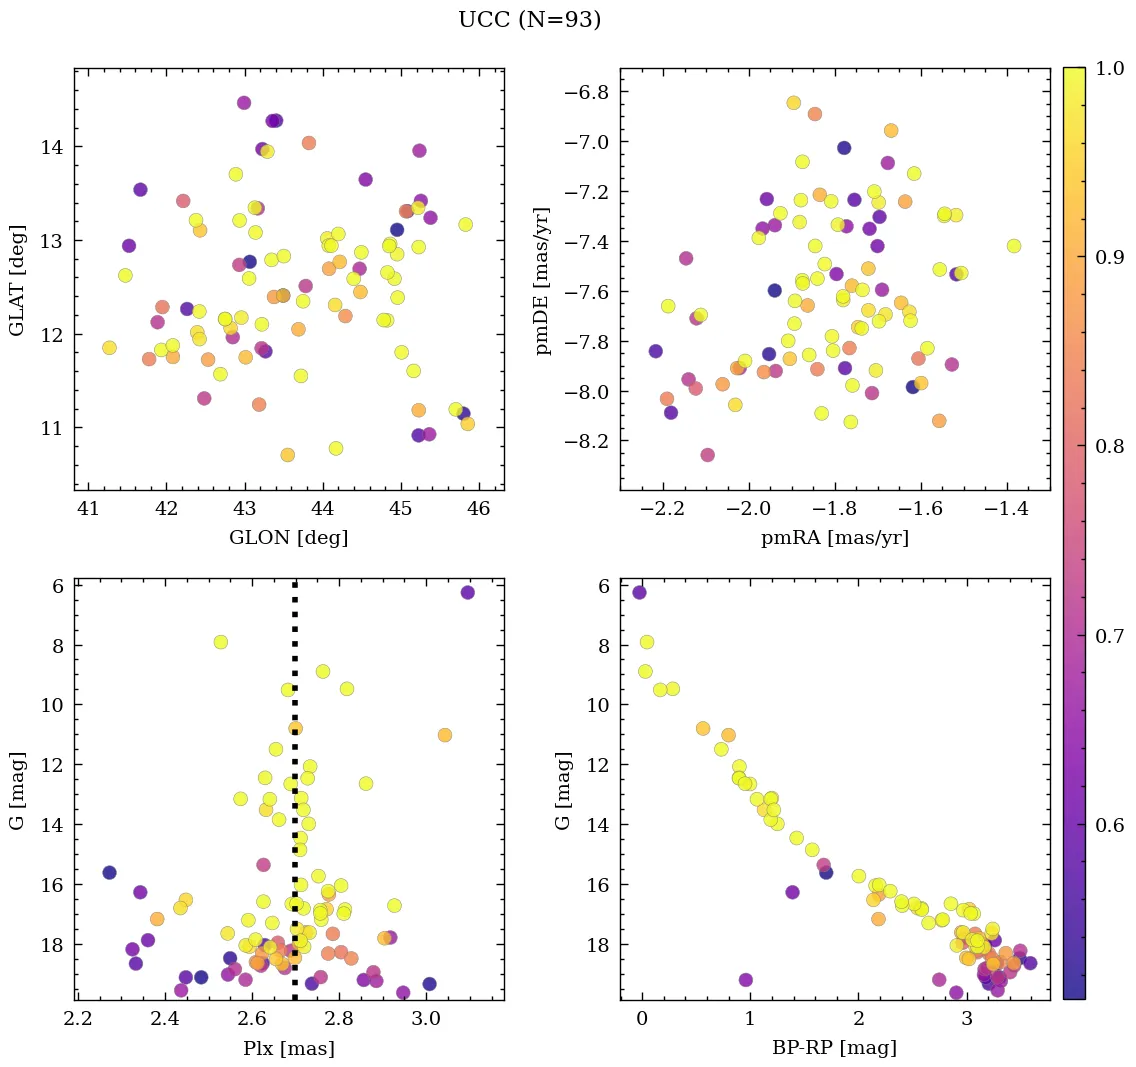 UCC (N=93)
14
13
12
11
41 42 43 44 45 46
GLAT [deg]
GLON [deg]
−6.8
−7.0
−7.2
−7.4
−7.6
−7.8
−8.0
−8.2
−2.2 −2.0 −1.8 −1.6 −1.4
pmDE [mas/yr]
pmRA [mas/yr]
1.0
0.9
0.8
0.7
0.6
6
8
10
12
14
16
18
2.2 2.4 2.6 2.8 3.0
G [mag]
Plx [mas]
6
8
10
12
14
16
18
0 1 2 3
G [mag]
BP-RP [mag]